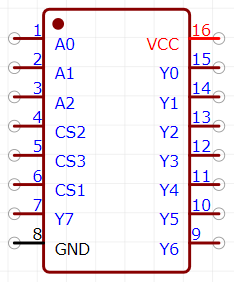 1 A0 VCC 16
2 A1 Y0 15
3 A2 Y1 14
4 CS2 Y2 13
5 CS3 Y3 12
6 CS1 Y4 11
7 Y7 Y5 10
8 GND Y6 9